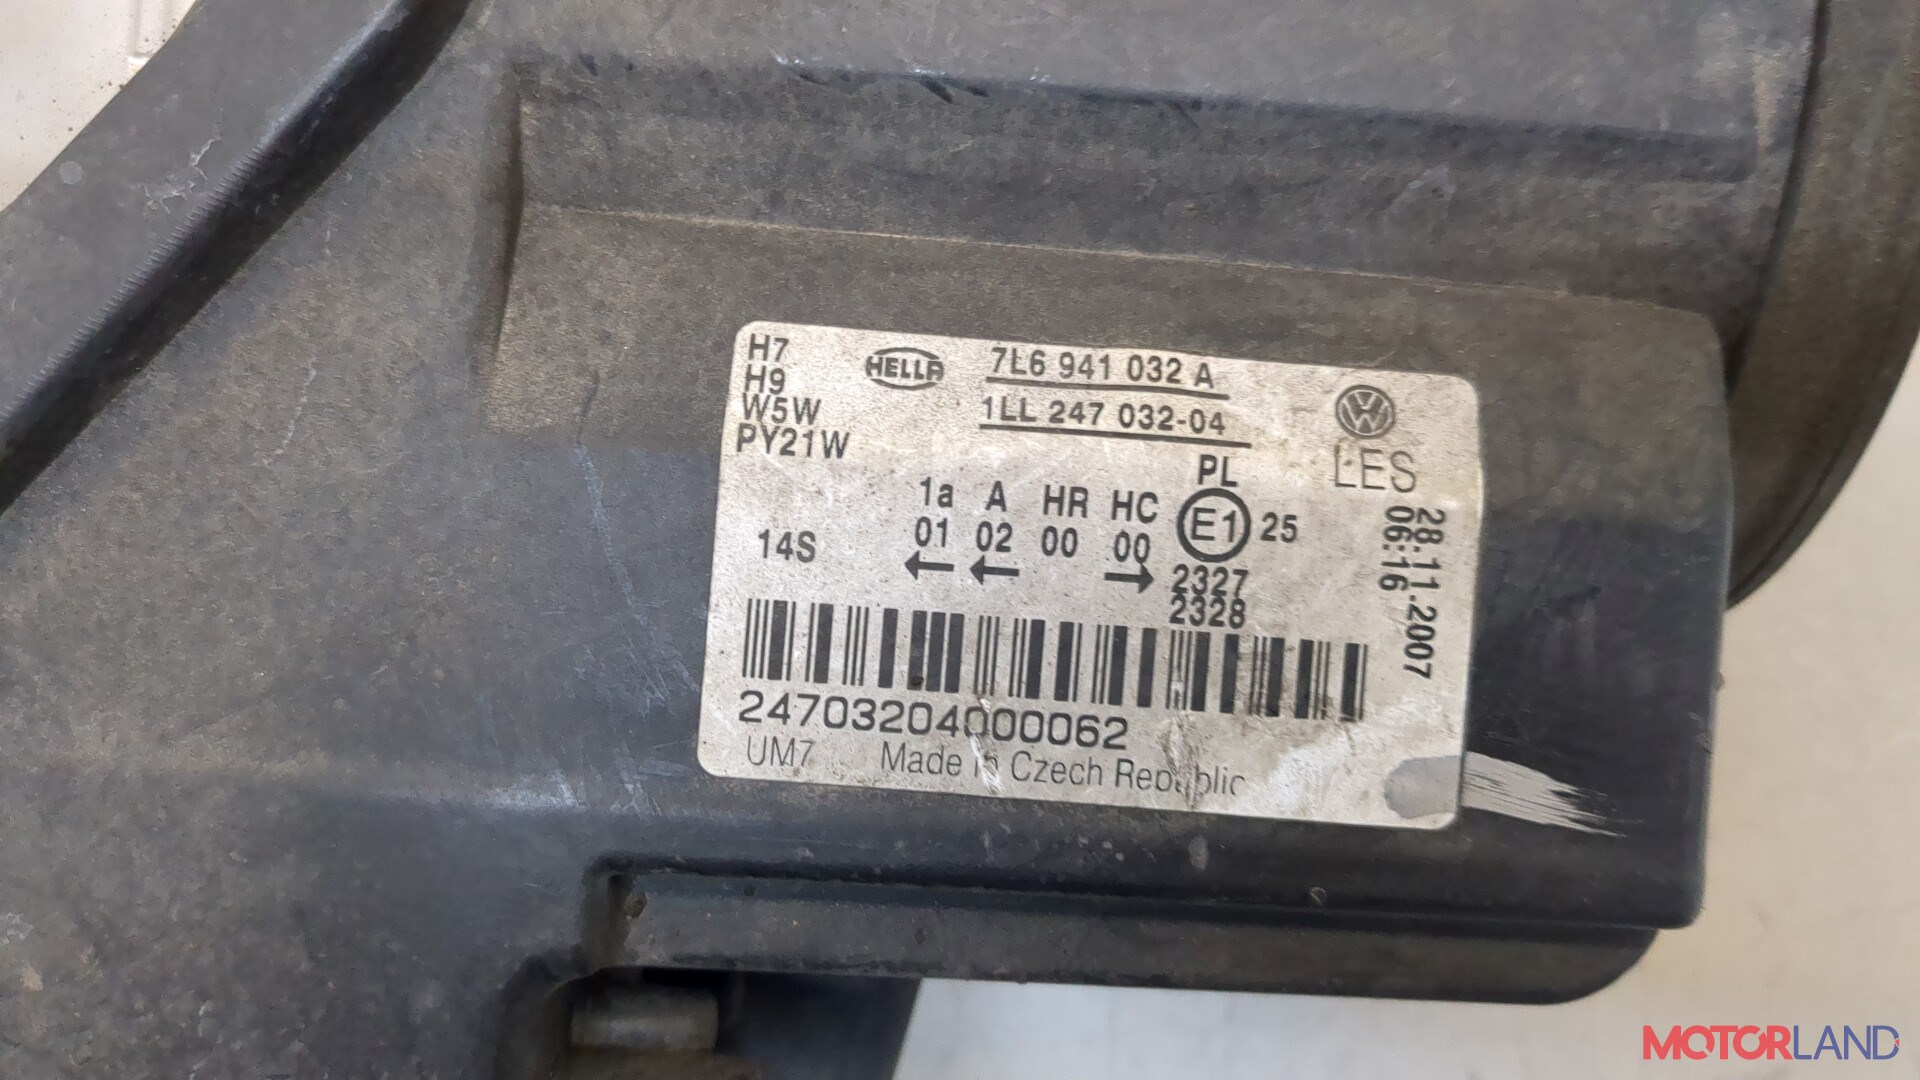 H7
H9
W5W
PY21W
HELLA
7L6 941 032 A
1LL 247 032-04
LES
PL
1a A HR HC E1 25
14S 01 02 00 00
2327
2328
28.11.2007
06:16
24703204000062
UM7 Made in Czech Republic
MOTORLAND